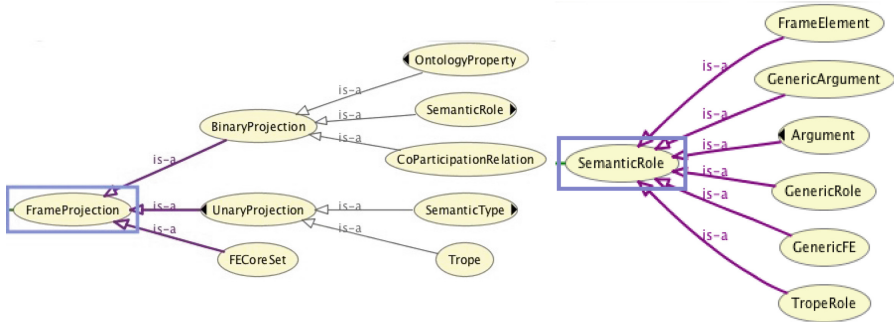 OntologyProperty
is-a
SemanticRole
BinaryProjection
is-a
is-a
CoParticipationRelation
is-a
FrameProjection
is-a
UnaryProjection
is-a
SemanticType
is-a
is-a
FECoreSet
Trope
FrameElement
is-a
GenericArgument
is-a
Argument
is-a
SemanticRole
is-a
GenericRole
is-a
GenericFE
is-a
TropeRole